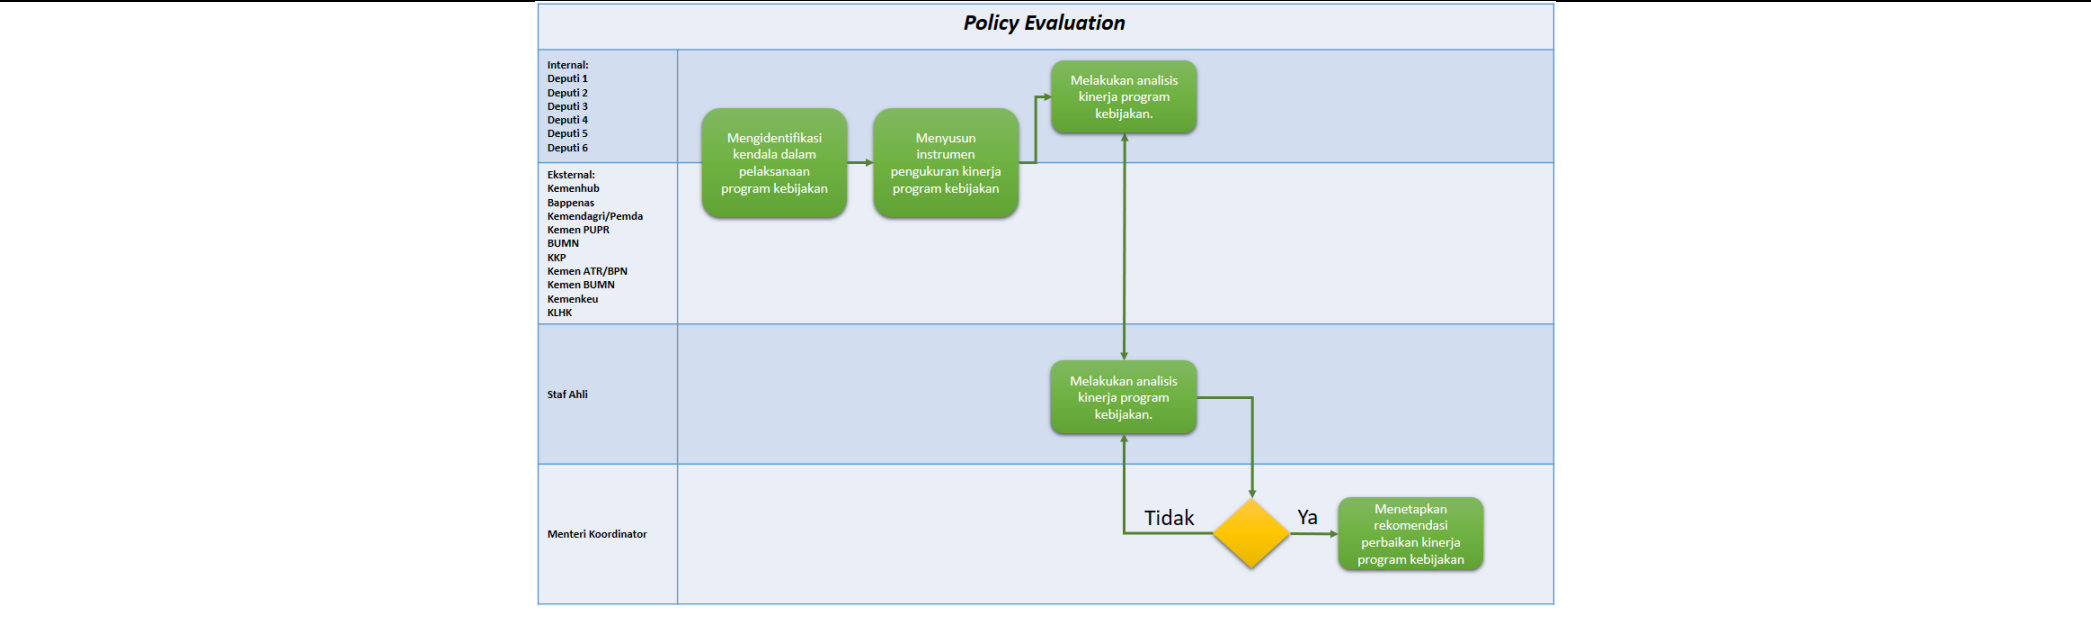 Policy Evaluation
Internal:
Deputi 1
Deputi 2
Deputi 3
Deputi 4
Deputi 5
Deputi 6
Mengidentifikasi
kendala dalam
pelaksanaan
program kebijakan
Menyusun
instrumen
pengukuran kinerja
program kebijakan
Melakukan analisis
kinerja program
kebijakan.
Eksternal:
Kemenhub
Bappenas
Kemendagri/Pemda
Kemen PUPR
BUMN
KKP
Kemen ATR/BPN
Kemen BUMN
Kemenkeu
KLHK
Staf Ahli
Melakukan analisis
kinerja program
kebijakan.
Menteri Koordinator
Tidak
Ya
Menetapkan
rekomendasi
perbaikan kinerja
program kebijakan